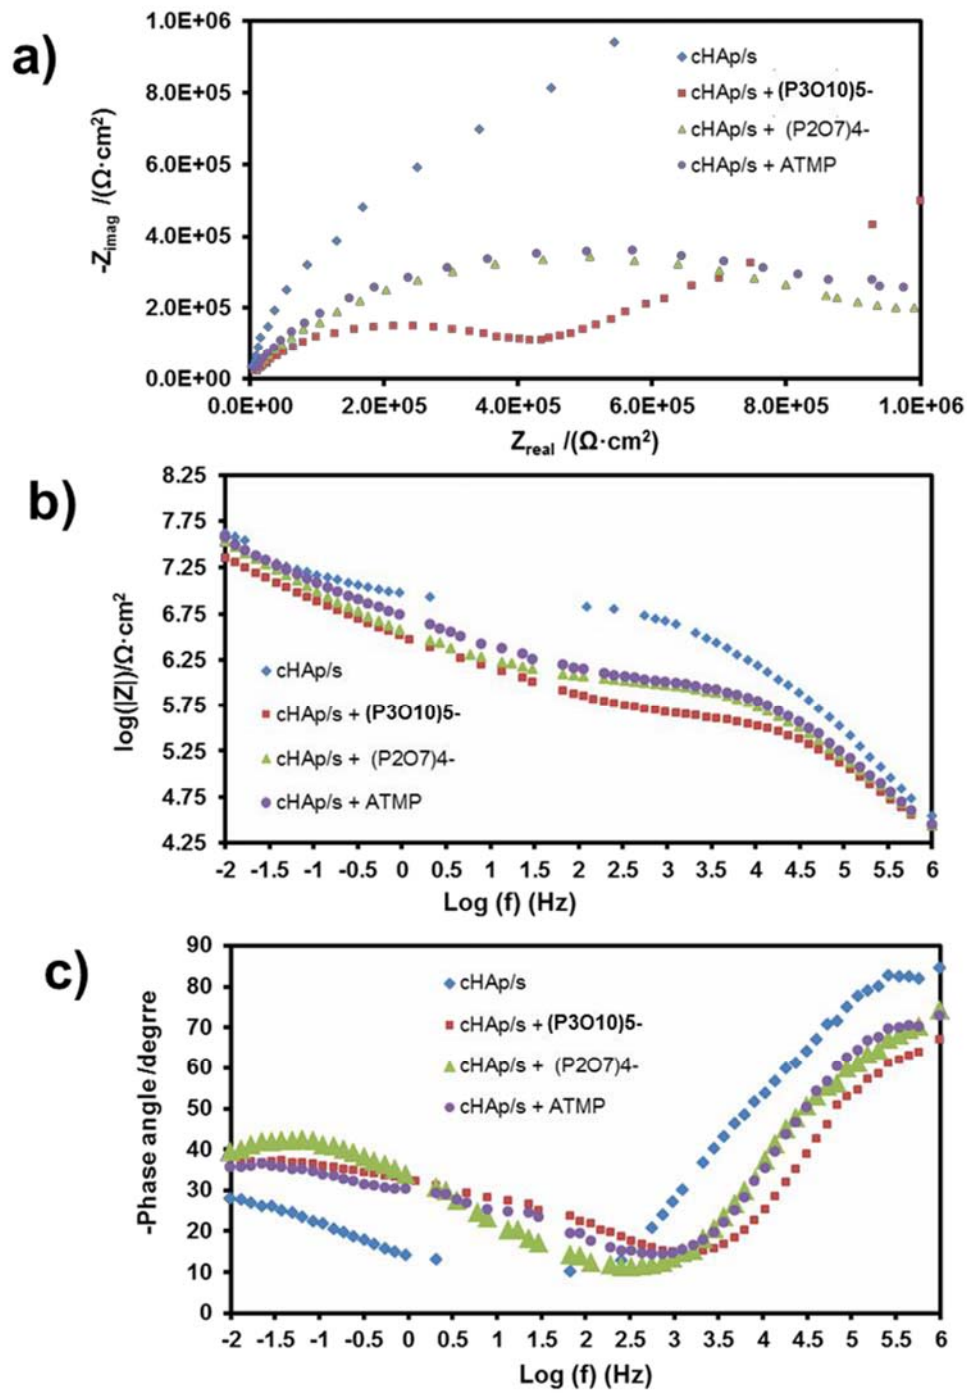 a)
1.0E+06
8.0E+05
6.0E+05
4.0E+05
2.0E+05
0.0E+00
-Zimag /(Ω·cm²)
cHAp/s
cHAp/s + (P3O10)5-
cHAp/s + (P2O7)4-
cHAp/s + ATMP
0.0E+00 2.0E+05 4.0E+05 6.0E+05 8.0E+05 1.0E+06
Zreal /(Ω·cm²)
b)
8.25
7.75
7.25
6.75
6.25
5.75
5.25
4.75
4.25
log(|Z|)/Ω·cm²
cHAp/s
cHAp/s + (P3O10)5-
cHAp/s + (P2O7)4-
cHAp/s + ATMP
-2 -1.5 -1 -0.5 0 0.5 1 1.5 2 2.5 3 3.5 4 4.5 5 5.5 6
Log (f) (Hz)
c)
90
80
70
60
50
40
30
20
10
0
-Phase angle/degrre
cHAp/s
cHAp/s + (P3O10)5-
cHAp/s + (P2O7)4-
cHAp/s + ATMP
-2 -1.5 -1 -0.5 0 0.5 1 1.5 2 2.5 3 3.5 4 4.5 5 5.5 6
Log (f) (Hz)